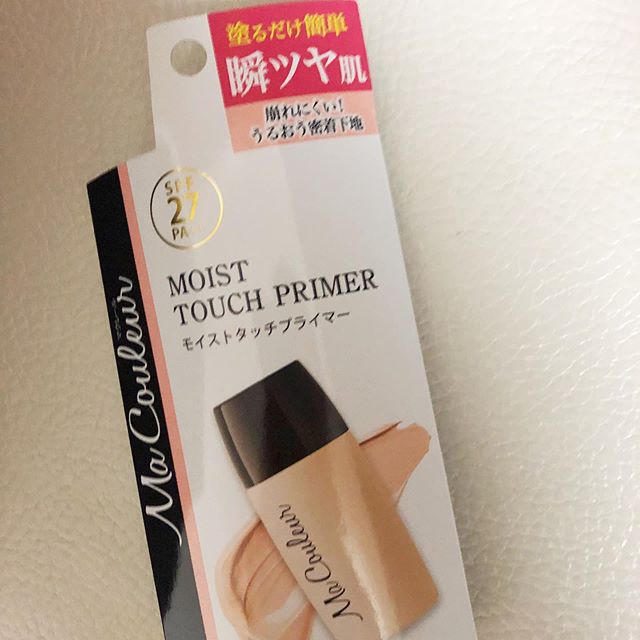 塗るだけ簡単
瞬ツヤ肌
崩れにくい!
うるおう密着下地
SPF
27
MOIST
TOUCH PRIMER
モイストタッチプライマー
Ma Couleur
Ma Couleur